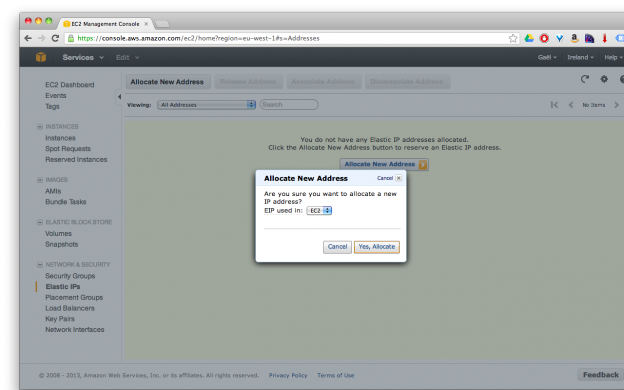 EC2 Management Console
https://console.aws.amazon.com/ec2/home?region=eu-west-1#s=Addresses
Services Edit Gaël Ireland Help
EC2 Dashboard
Events
Tags
INSTANCES
Instances
Spot Requests
Reserved Instances
IMAGES
AMIs
Bundle Tasks
ELASTIC BLOCK STORE
Volumes
Snapshots
NETWORK & SECURITY
Security Groups
Elastic IPs
Placement Groups
Load Balancers
Key Pairs
Network Interfaces
Allocate New Address Release Address Associate Address Disassociate Address
Viewing: All Addresses Search No Items
You do not have any Elastic IP addresses allocated.
Click the Allocate New Address button to reserve an Elastic IP address.
Allocate New Address
Allocate New Address Cancel
Are you sure you want to allocate a new
IP address?
EIP used in: EC2
Cancel Yes, Allocate
© 2008 - 2013, Amazon Web Services, Inc. or its affiliates. All rights reserved. Privacy Policy Terms of Use Feedback